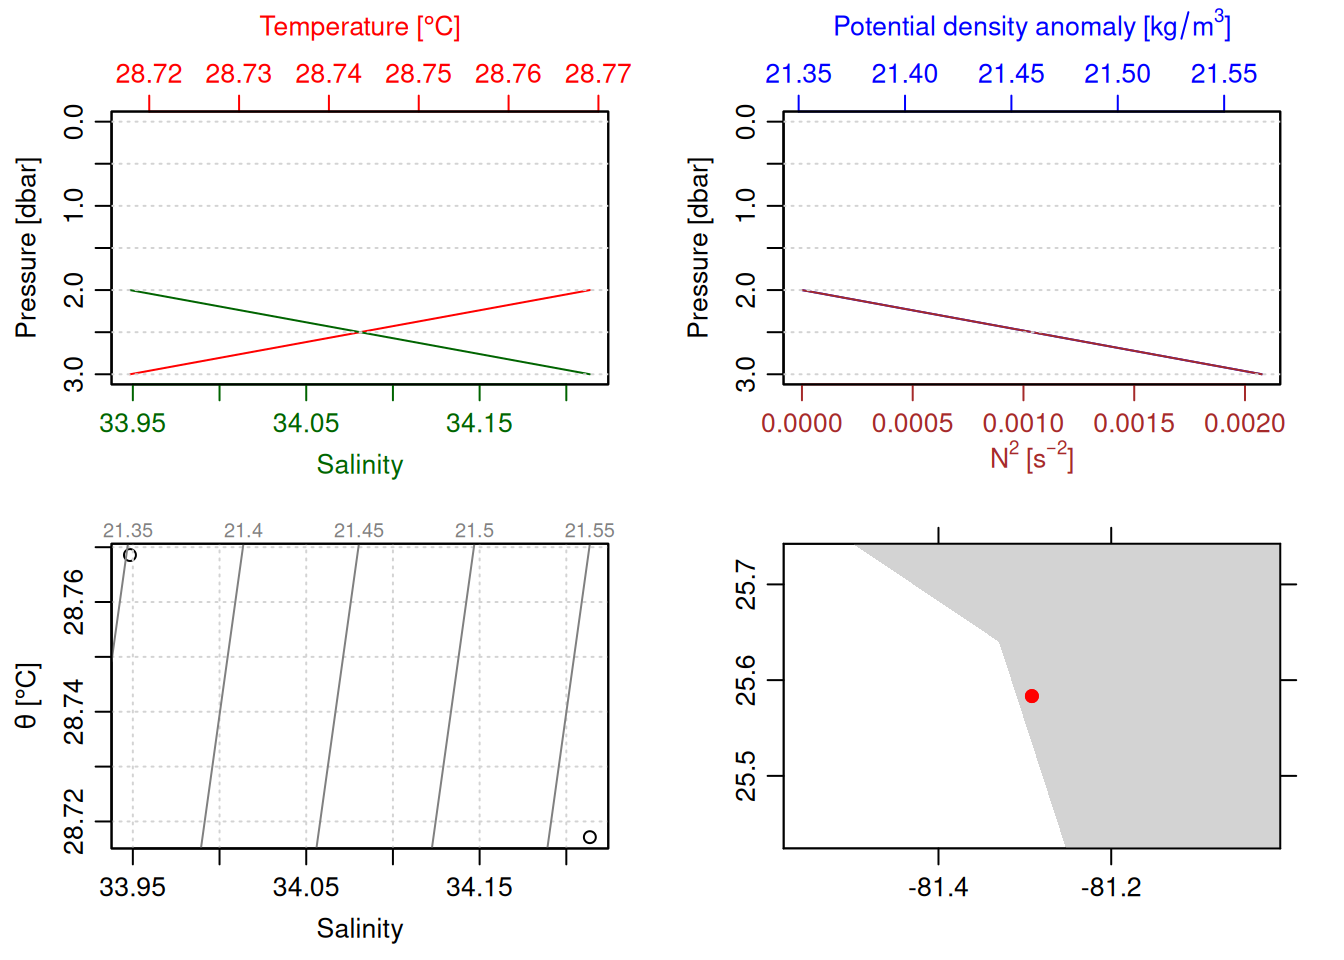 Temperature [°C]
28.72 28.73 28.74 28.75 28.76 28.77
Pressure [dbar]
0.0 1.0 2.0 3.0
33.95 34.05 34.15
Salinity
Potential density anomaly [kg/m³]
21.35 21.40 21.45 21.50 21.55
Pressure [dbar]
0.0 1.0 2.0 3.0
0.0000 0.0005 0.0010 0.0015 0.0020
N² [s⁻²]
21.35 21.4 21.45 21.5 21.55
θ [°C]
28.76 28.74 28.72
33.95 34.05 34.15
Salinity
25.7 25.6 25.5
-81.4 -81.2